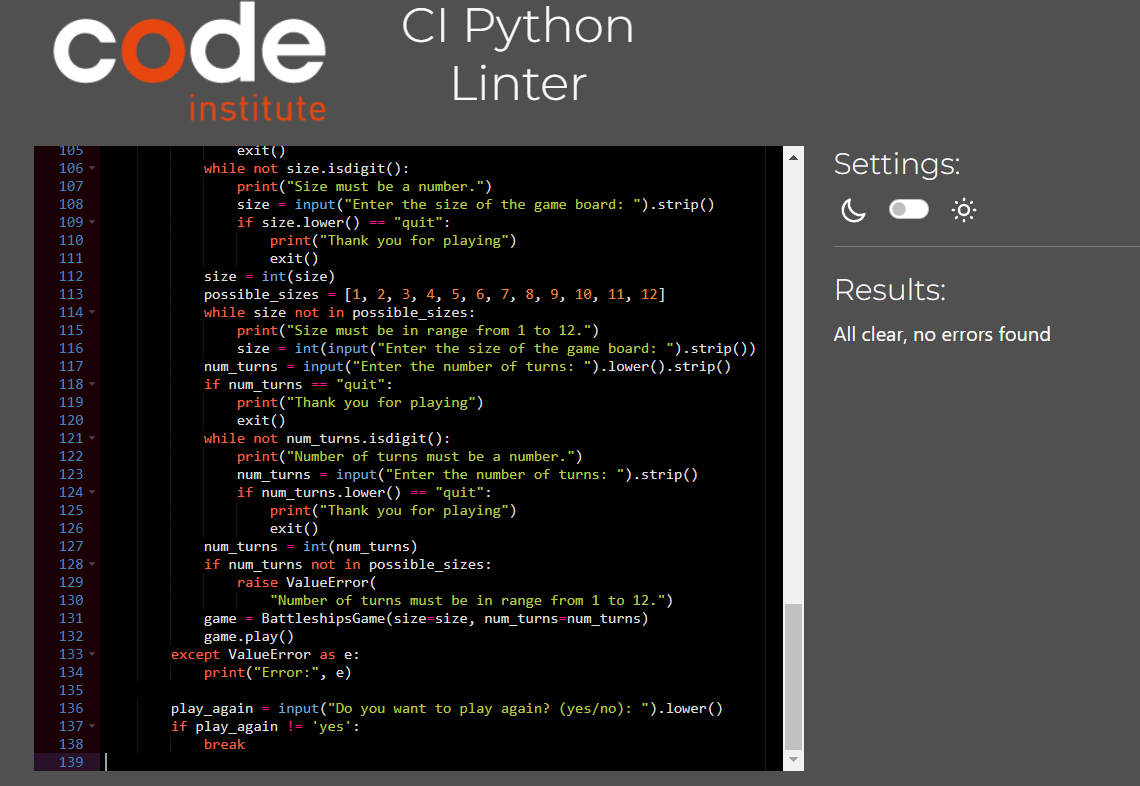 code
institute
CI Python
Linter
105 exit()
106 while not size.isdigit():
107 print("Size must be a number.")
108 size = input("Enter the size of the game board: ").strip()
109 if size.lower() == "quit":
110 print("Thank you for playing")
111 exit()
112 size = int(size)
113 possible_sizes = [1, 2, 3, 4, 5, 6, 7, 8, 9, 10, 11, 12]
114 while size not in possible_sizes:
115 print("Size must be in range from 1 to 12.")
116 size = int(input("Enter the size of the game board: ").strip())
117 num_turns = input("Enter the number of turns: ").lower().strip()
118 if num_turns == "quit":
119 print("Thank you for playing")
120 exit()
121 while not num_turns.isdigit():
122 print("Number of turns must be a number.")
123 num_turns = input("Enter the number of turns: ").strip()
124 if num_turns.lower() == "quit":
125 print("Thank you for playing")
126 exit()
127 num_turns = int(num_turns)
128 if num_turns not in possible_sizes:
129 raise ValueError(
130 "Number of turns must be in range from 1 to 12.")
131 game = BattleshipsGame(size=size, num_turns=num_turns)
132 game.play()
133 except ValueError as e:
134 print("Error:", e)
135
136 play_again = input("Do you want to play again? (yes/no): ").lower()
137 if play_again != 'yes':
138 break
139
Settings:
Results:
All clear, no errors found